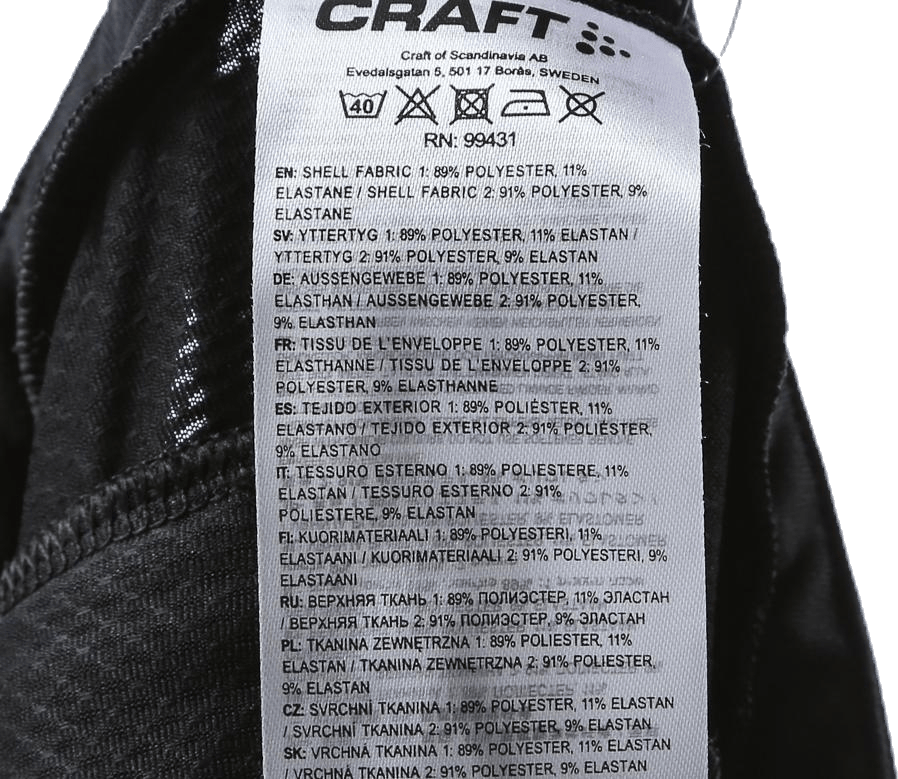 CRAFT
Craft of Scandinavia AB
Evedalsgatan 5, 501 17 Borås, SWEDEN
40
RN: 99431
EN: SHELL FABRIC 1: 89% POLYESTER, 11%
ELASTANE / SHELL FABRIC 2: 91% POLYESTER, 9%
ELASTANE
SV: YTTERTYG 1: 89% POLYESTER, 11% ELASTAN /
YTTERTYG 2: 91% POLYESTER, 9% ELASTAN
DE: AUSSENGEWEBE 1: 89% POLYESTER, 11%
ELASTHAN / AUSSENGEWEBE 2: 91% POLYESTER,
9% ELASTHAN
FR: TISSU DE L'ENVELOPPE 1: 89% POLYESTER, 11%
ELASTHANNE / TISSU DE L'ENVELOPPE 2: 91%
POLYESTER, 9% ELASTHANNE
ES: TEJIDO EXTERIOR 1: 89% POLIÉSTER, 11%
ELASTANO / TEJIDO EXTERIOR 2: 91% POLIÉSTER,
9% ELASTANO
IT: TESSURO ESTERNO 1: 89% POLIESTERE, 11%
ELASTAN / TESSURO ESTERNO 2: 91%
POLIESTERE, 9% ELASTAN
FI: KUORIMATERIAALI 1: 89% POLYESTERI, 11%
ELASTAANI / KUORIMATERIAALI 2: 91% POLYESTERI, 9%
ELASTAANI
RU: ВЕРХНЯЯ ТКАНЬ 1: 89% ПОЛИЭСТЕР, 11% ЭЛАСТАН
/ ВЕРХНЯЯ ТКАНЬ 2: 91% ПОЛИЭСТЕР, 9% ЭЛАСТАН
PL: TKANINA ZEWNĘTRZNA 1: 89% POLIESTER, 11%
ELASTAN / TKANINA ZEWNĘTRZNA 2: 91% POLIESTER,
9% ELASTAN
CZ: SVRCHNÍ TKANINA 1: 89% POLYESTER, 11% ELASTAN
/ SVRCHNÍ TKANINA 2: 91% POLYESTER, 9% ELASTAN
SK: VRCHNÁ TKANINA 1: 89% POLYESTER, 11% ELASTAN
/ VRCHNÁ TKANINA 2: 91% POLYESTER, 9% ELASTAN